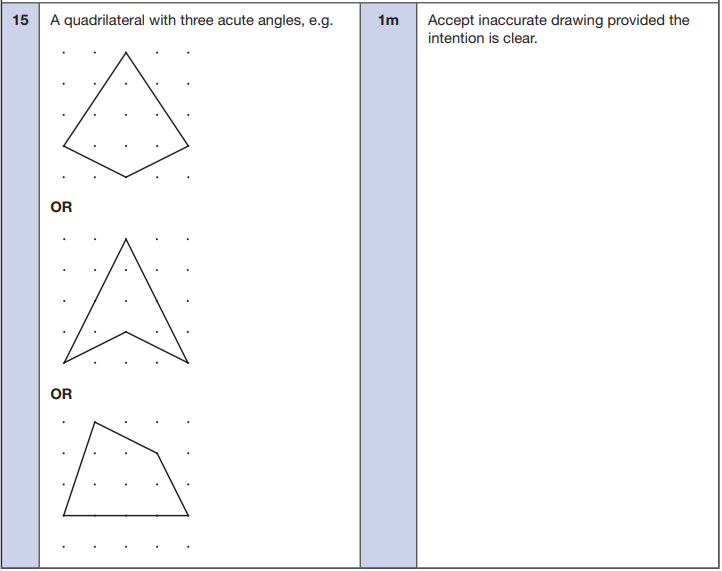 15
A quadrilateral with three acute angles, e.g.
OR
OR
1m
Accept inaccurate drawing provided the
intention is clear.